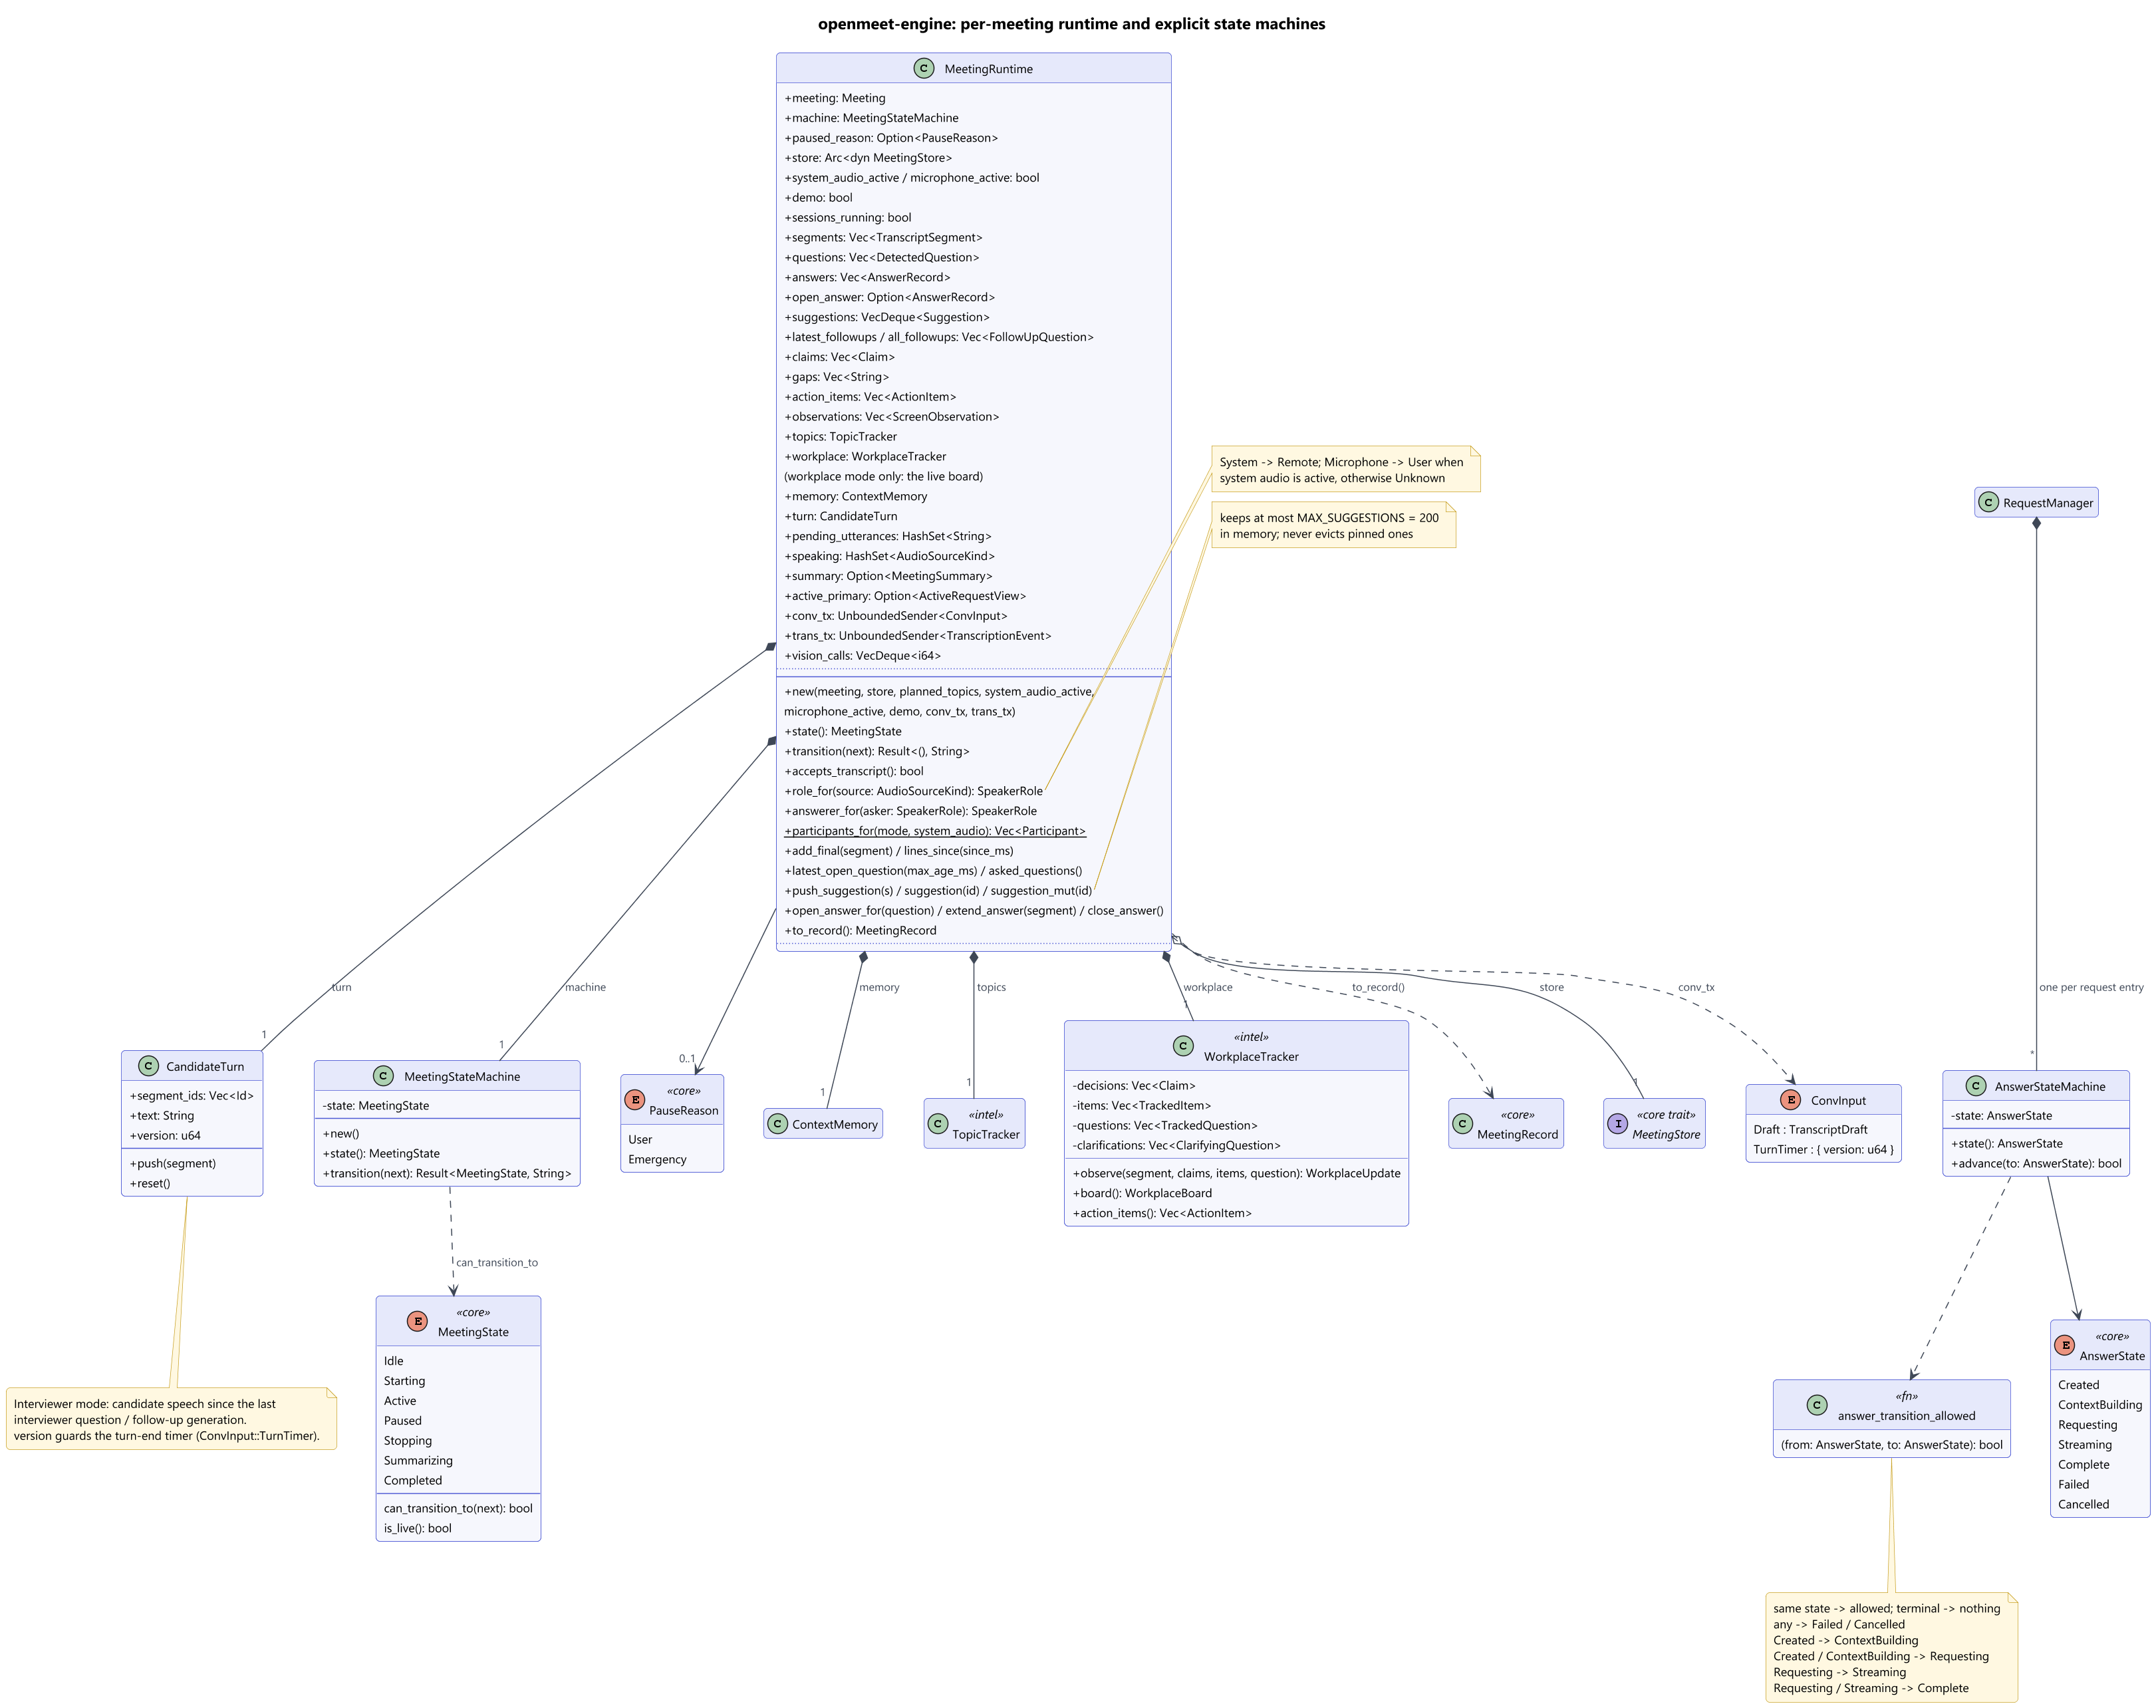 openmeet-engine: per-meeting runtime and explicit state machines
C MeetingRuntime
+meeting: Meeting
+machine: MeetingStateMachine
+paused_reason: Option<PauseReason>
+store: Arc<dyn MeetingStore>
+system_audio_active / microphone_active: bool
+demo: bool
+sessions_running: bool
+segments: Vec<TranscriptSegment>
+questions: Vec<DetectedQuestion>
+answers: Vec<AnswerRecord>
+open_answer: Option<AnswerRecord>
+suggestions: VecDeque<Suggestion>
+latest_followups / all_followups: Vec<FollowUpQuestion>
+claims: Vec<Claim>
+gaps: Vec<String>
+action_items: Vec<ActionItem>
+observations: Vec<ScreenObservation>
+topics: TopicTracker
+workplace: WorkplaceTracker
(workplace mode only: the live board)
+memory: ContextMemory
+turn: CandidateTurn
+pending_utterances: HashSet<String>
+speaking: HashSet<AudioSourceKind>
+summary: Option<MeetingSummary>
+active_primary: Option<ActiveRequestView>
+conv_tx: UnboundedSender<ConvInput>
+trans_tx: UnboundedSender<TranscriptionEvent>
+vision_calls: VecDeque<i64>
+new(meeting, store, planned_topics, system_audio_active,
microphone_active, demo, conv_tx, trans_tx)
+state(): MeetingState
+transition(next): Result<(), String>
+accepts_transcript(): bool
+role_for(source: AudioSourceKind): SpeakerRole
+answerer_for(asker: SpeakerRole): SpeakerRole
+participants_for(mode, system_audio): Vec<Participant>
+add_final(segment) / lines_since(since_ms)
+latest_open_question(max_age_ms) / asked_questions()
+push_suggestion(s) / suggestion(id) / suggestion_mut(id)
+open_answer_for(question) / extend_answer(segment) / close_answer()
+to_record(): MeetingRecord
System -> Remote; Microphone -> User when
system audio is active, otherwise Unknown
keeps at most MAX_SUGGESTIONS = 200
in memory; never evicts pinned ones
C RequestManager
turn
machine
memory
topics
workplace
to_record()
store
conv_tx
one per request entry
1
1
0..1
1
1
1
1
*
C CandidateTurn
+segment_ids: Vec<Id>
+text: String
+version: u64
+push(segment)
+reset()
C MeetingStateMachine
-state: MeetingState
+new()
+state(): MeetingState
+transition(next): Result<MeetingState, String>
E «core»
PauseReason
User
Emergency
C ContextMemory
C «intel»
TopicTracker
C «intel»
WorkplaceTracker
-decisions: Vec<Claim>
-items: Vec<TrackedItem>
-questions: Vec<TrackedQuestion>
-clarifications: Vec<ClarifyingQuestion>
+observe(segment, claims, items, question): WorkplaceUpdate
+board(): WorkplaceBoard
+action_items(): Vec<ActionItem>
C «core»
MeetingRecord
I «core trait»
MeetingStore
E ConvInput
Draft : TranscriptDraft
TurnTimer : { version: u64 }
C AnswerStateMachine
-state: AnswerState
+state(): AnswerState
+advance(to: AnswerState): bool
can_transition_to
E «core»
MeetingState
Idle
Starting
Active
Paused
Stopping
Summarizing
Completed
can_transition_to(next): bool
is_live(): bool
Interviewer mode: candidate speech since the last
interviewer question / follow-up generation.
version guards the turn-end timer (ConvInput::TurnTimer).
C «fn»
answer_transition_allowed
(from: AnswerState, to: AnswerState): bool
E «core»
AnswerState
Created
ContextBuilding
Requesting
Streaming
Complete
Failed
Cancelled
same state -> allowed; terminal -> nothing
any -> Failed / Cancelled
Created -> ContextBuilding
Created / ContextBuilding -> Requesting
Requesting -> Streaming
Requesting / Streaming -> Complete